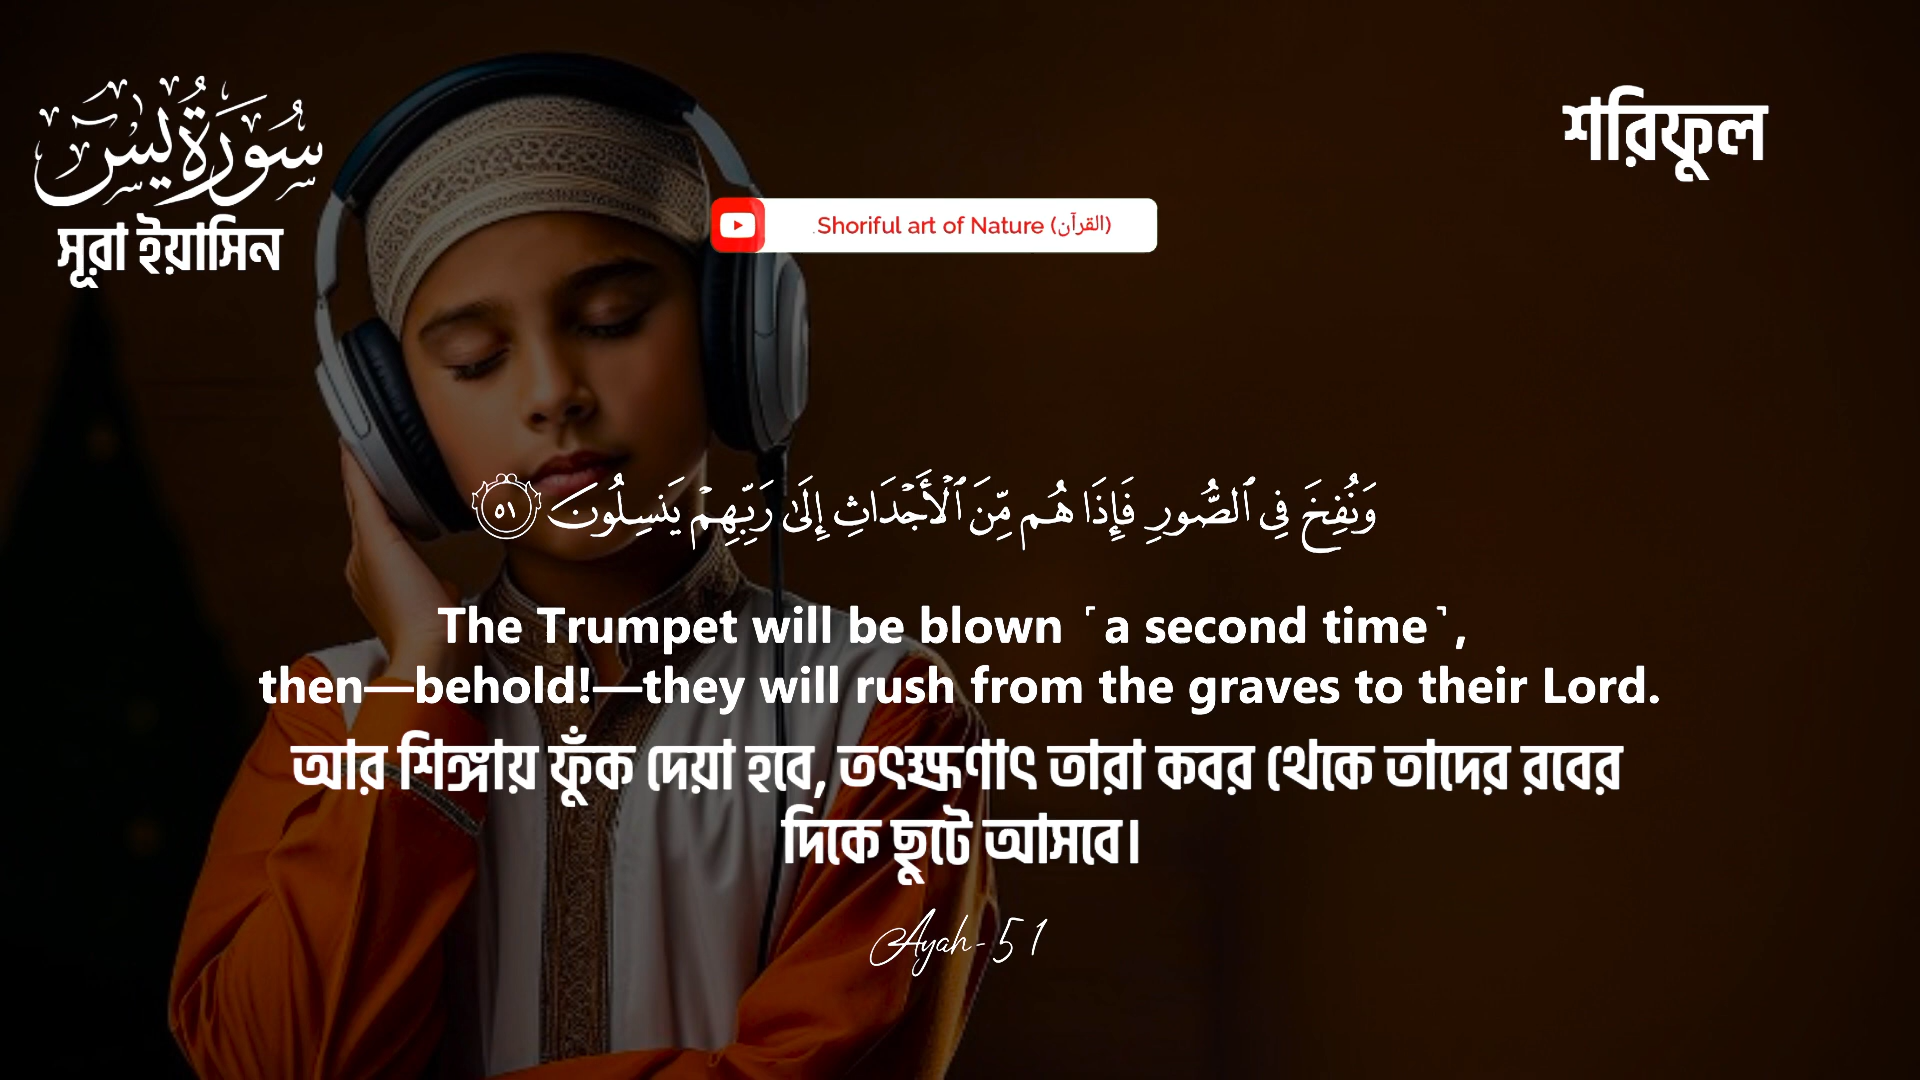 سُورَةُ يسٓ
সূরা ইয়াসিন
শরিফুল
Shoriful art of Nature (القرآن)
وَنُفِخَ فِى ٱلصُّورِ فَإِذَا هُم مِّنَ ٱلْأَجْدَاثِ إِلَىٰ رَبِّهِمْ يَنسِلُونَ ٥١
The Trumpet will be blown ˹a second time˺,
then—behold!—they will rush from the graves to their Lord.
আর শিঙ্গায় ফুঁক দেয়া হবে, তৎক্ষণাৎ তারা কবর থেকে তাদের রবের
দিকে ছুটে আসবে।
Ayah-51